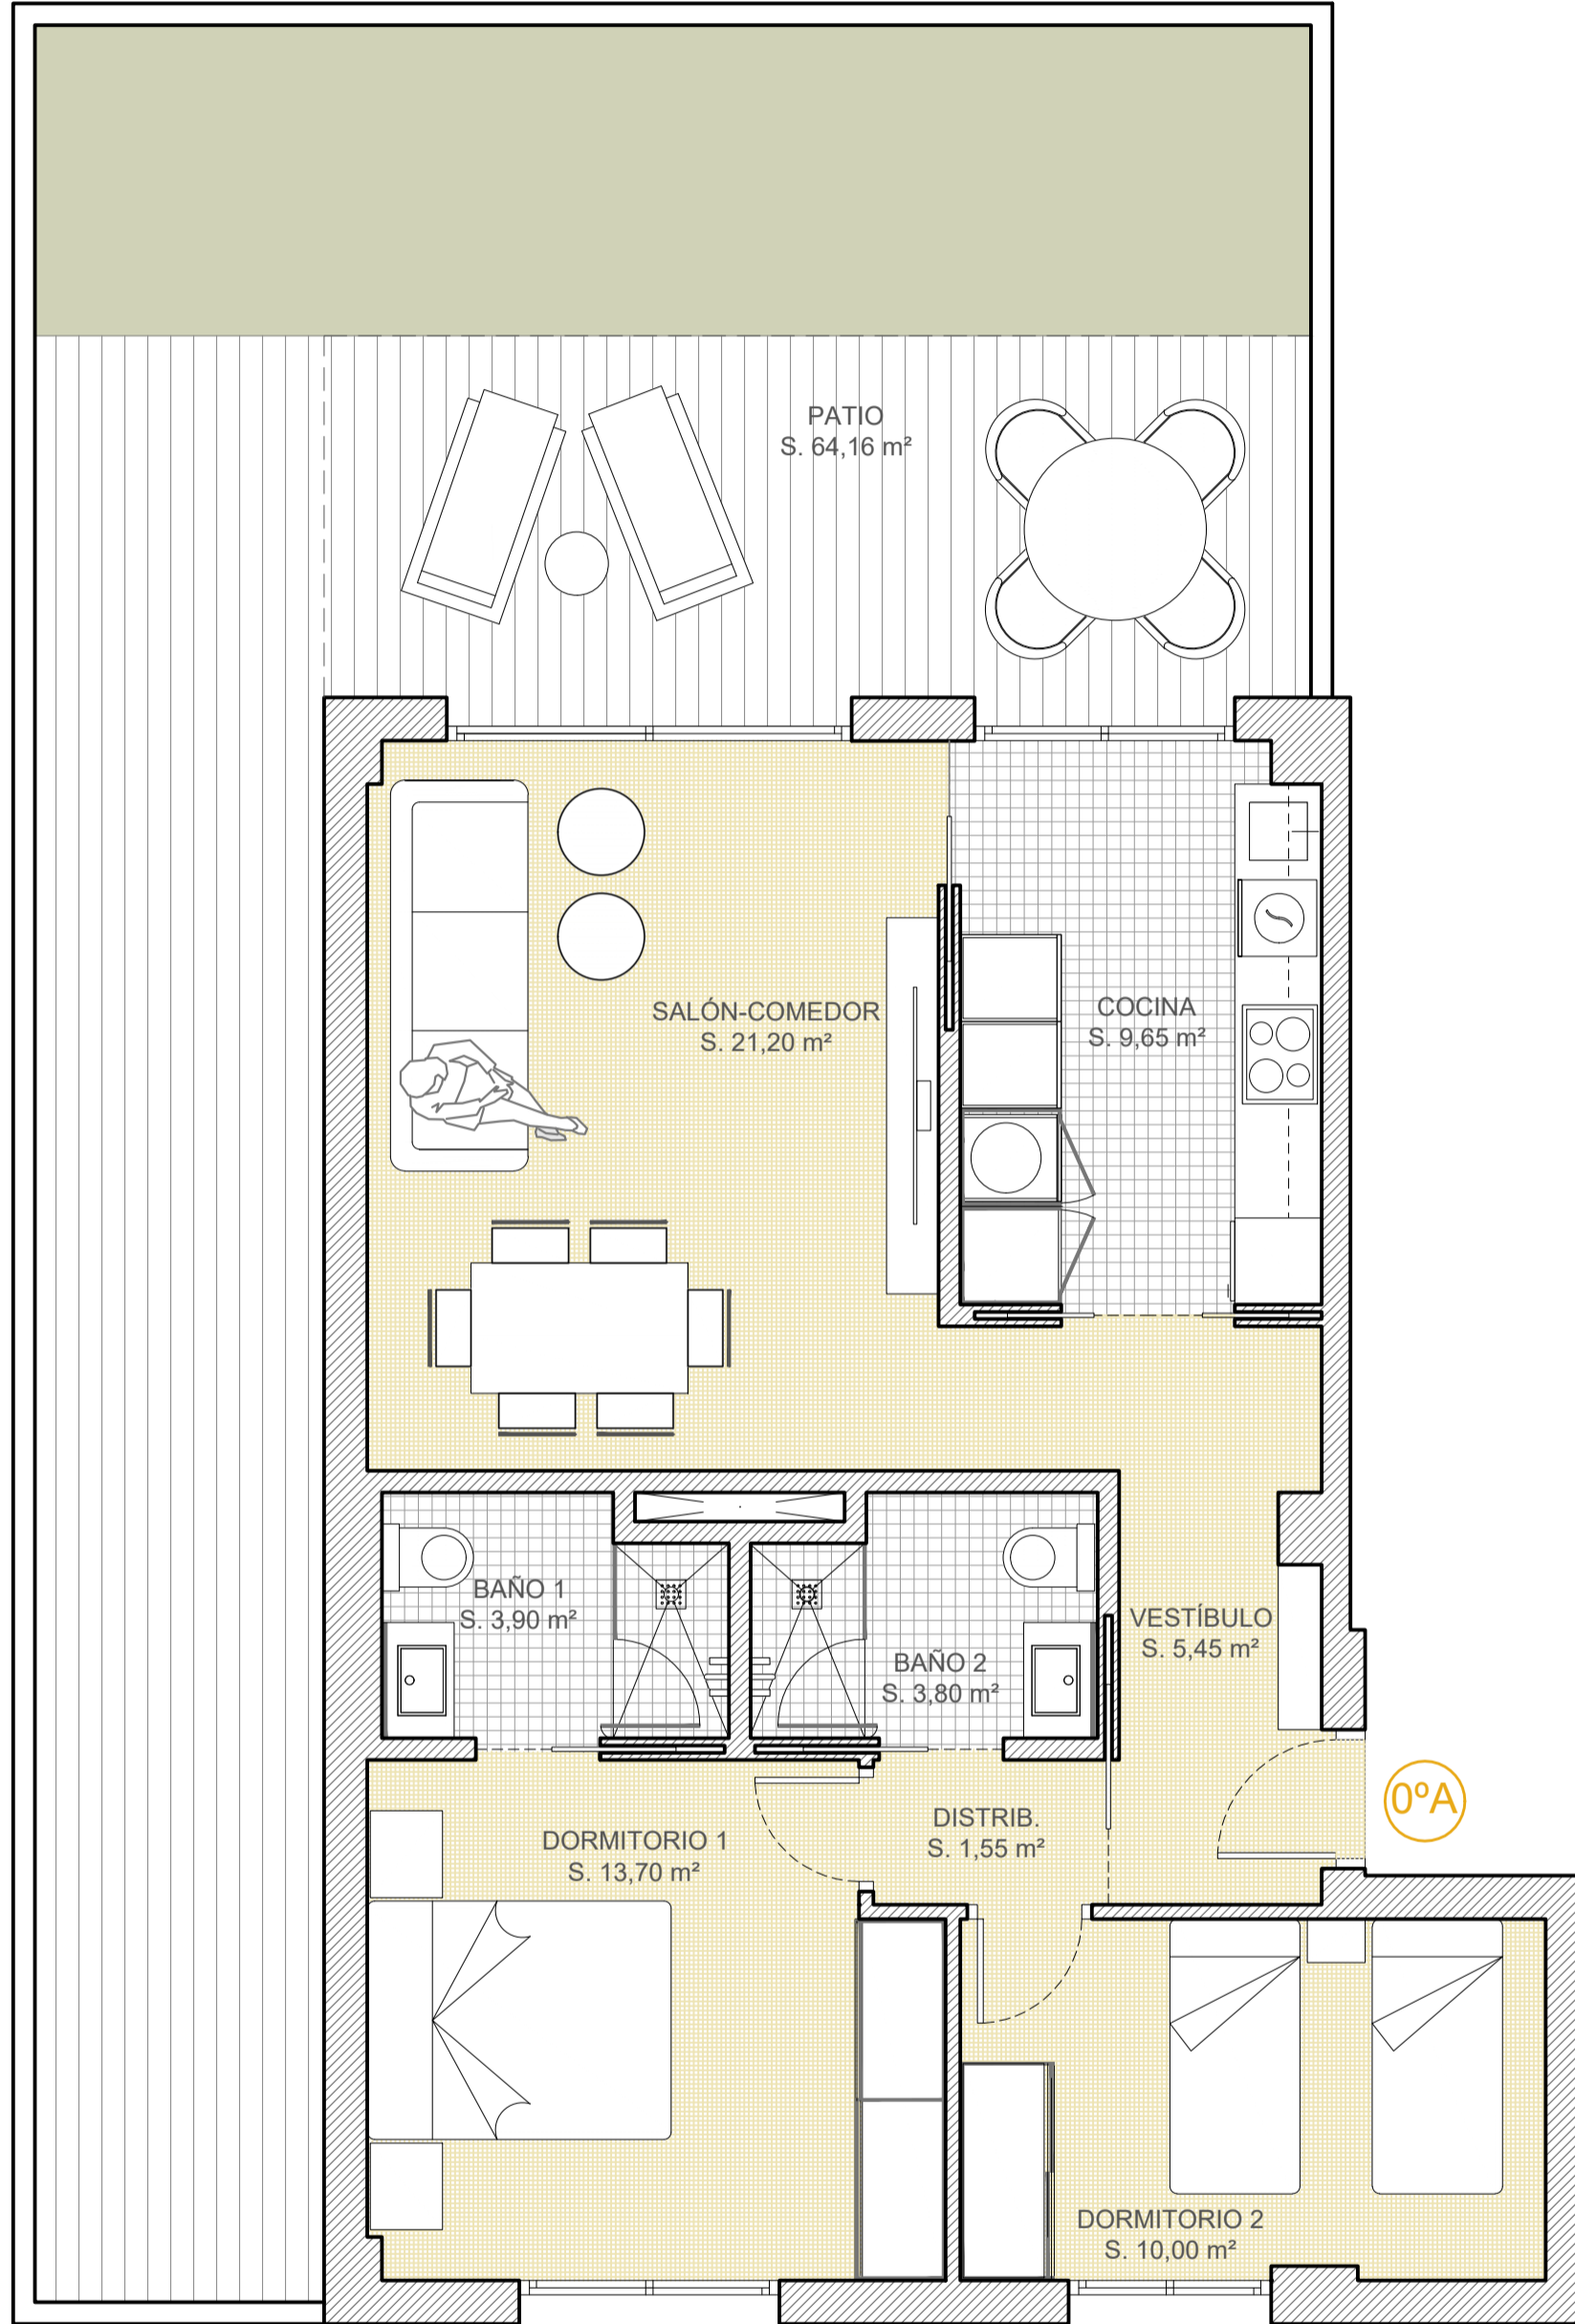 PATIO
S. 64,16 m²
SALÓN-COMEDOR
S. 21,20 m²
COCINA
S. 9,65 m²
BAÑO 1
S. 3,90 m²
BAÑO 2
S. 3,80 m²
VESTÍBULO
S. 5,45 m²
0ºA
DISTRIB.
S. 1,55 m²
DORMITORIO 1
S. 13,70 m²
DORMITORIO 2
S. 10,00 m²